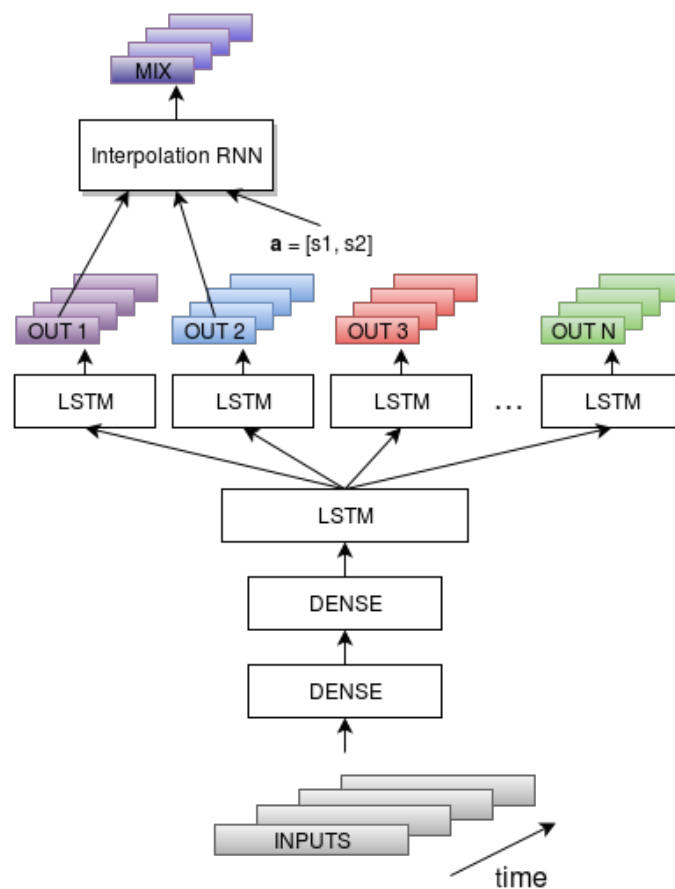 MIX
Interpolation RNN
a = [s1, s2]
OUT 1 OUT 2 OUT 3 OUT N
LSTM LSTM LSTM ... LSTM
LSTM
DENSE
DENSE
INPUTS
time